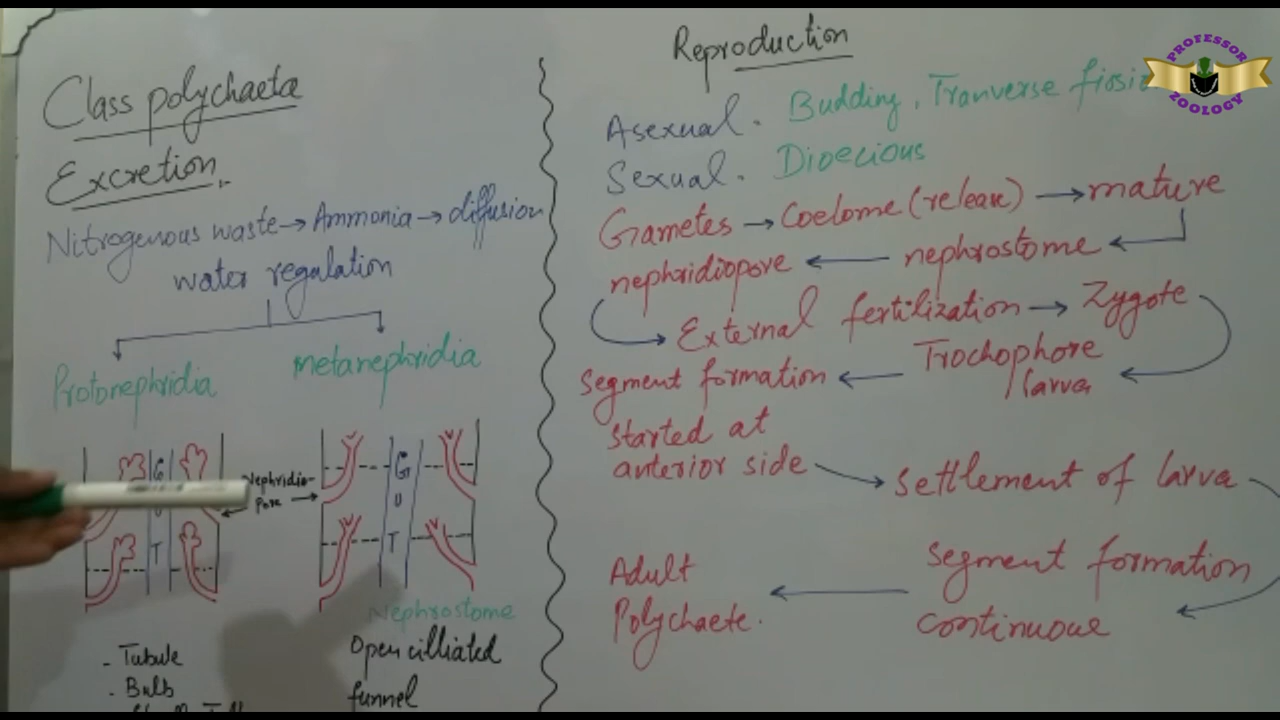 Class polychaeta
Excretion
Nitrogenous waste → Ammonia → diffusion
water regulation
Protonephridia
Metanephridia
G
U
T
Nephridio-
pore
G
U
T
Nephrostome
Open cilliated
funnel
- Tubule
- Bulb
Reproduction
Asexual. Budding, Tranverse fissio
Sexual. Dioecious
Gametes → Coelome (release) → mature
nephridiopore ← nephrostome ←
External fertilization → Zygote
Segment formation ← Trochophore
larva
started at
anterior side → settlement of larva
Adult ← segment formation
Polychaete. continuous
PROFESSOR
ZOOLOGY